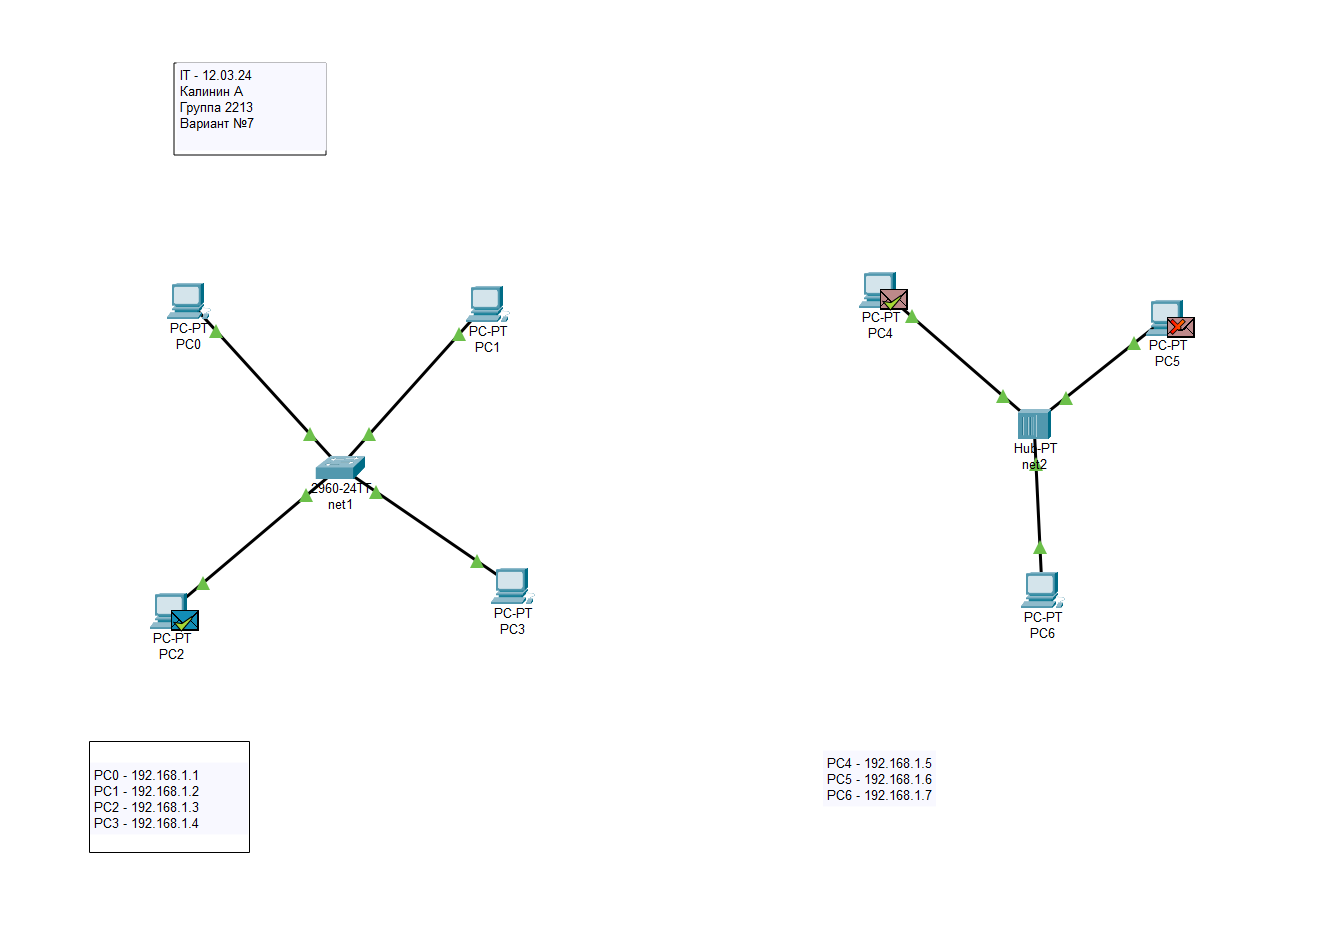 IT - 12.03.24
Калинин А
Группа 2213
Вариант №7
PC-PT
PC0
PC-PT
PC1
2960-24TT
net1
PC-PT
PC2
PC-PT
PC3
PC-PT
PC4
PC-PT
PC5
Hub-PT
net2
PC-PT
PC6
PC0 - 192.168.1.1
PC1 - 192.168.1.2
PC2 - 192.168.1.3
PC3 - 192.168.1.4
PC4 - 192.168.1.5
PC5 - 192.168.1.6
PC6 - 192.168.1.7